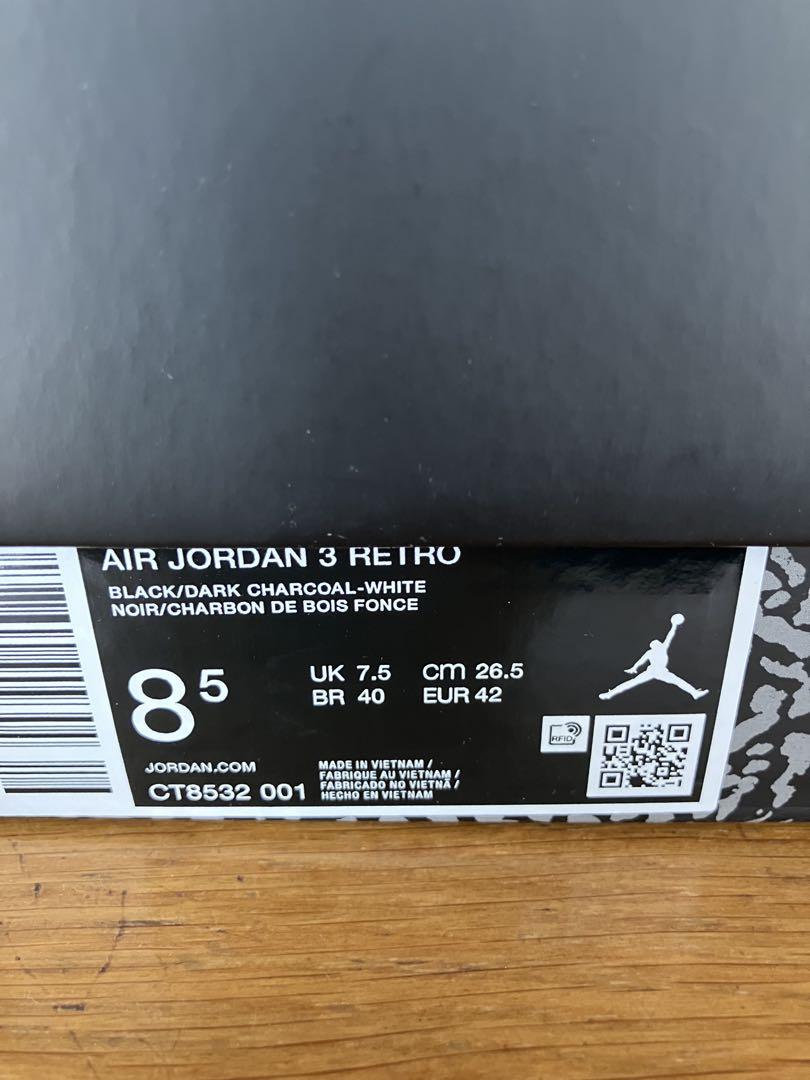 AIR JORDAN 3 RETRO
BLACK/DARK CHARCOAL-WHITE
NOIR/CHARBON DE BOIS FONCE
8 5
UK 7.5 cm 26.5
BR 40 EUR 42
RFID
JORDAN.COM
CT8532 001
MADE IN VIETNAM /
FABRIQUE AU VIETNAM /
FABRICADO NO VIETNÃ /
HECHO EN VIETNAM